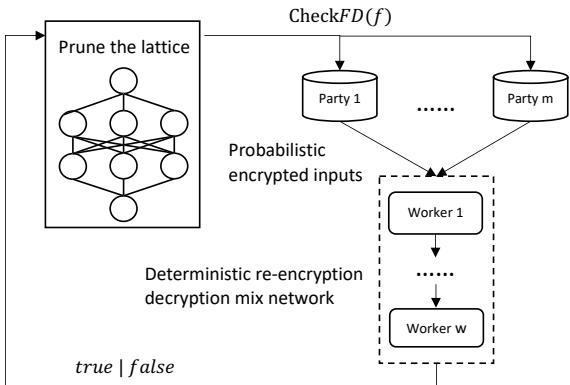 CheckFD(f)
Prune the lattice
Party 1
......
Party m
Probabilistic
encrypted inputs
Worker 1
......
Deterministic re-encryption
decryption mix network
Worker w
true | false